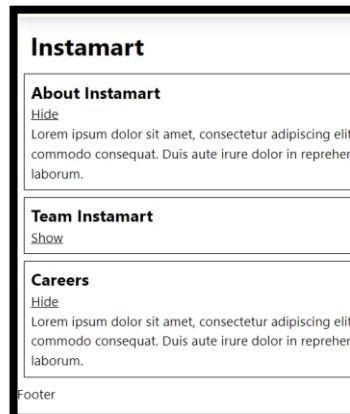 Instamart
About Instamart
Hide
Lorem ipsum dolor sit amet, consectetur adipiscing elit
commodo consequat. Duis aute irure dolor in reprehen
laborum.
Team Instamart
Show
Careers
Hide
Lorem ipsum dolor sit amet, consectetur adipiscing elit
commodo consequat. Duis aute irure dolor in reprehen
laborum.
Footer